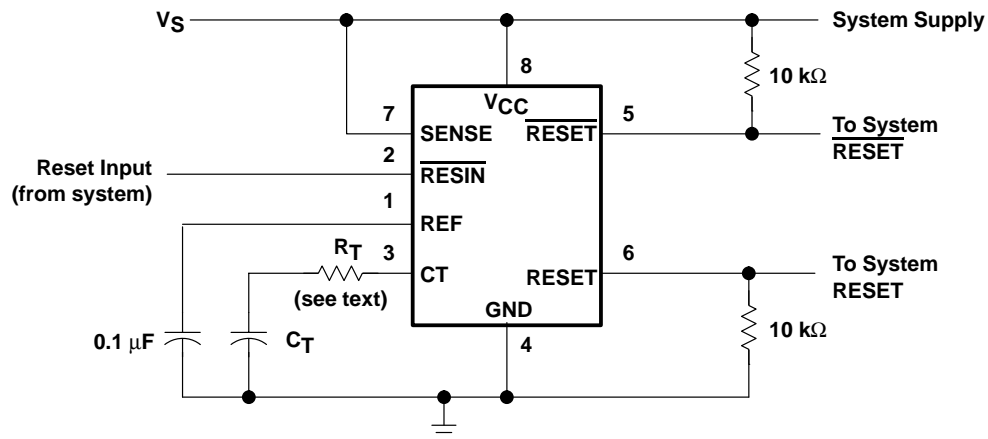 VS
System Supply
8
10 kΩ
VCC
7
SENSE
RESET
5
To System
RESET
2
Reset Input
(from system)
RESIN
1
REF
RT
3
CT
(see text)
RESET
6
To System
RESET
GND
0.1 μF
CT
4
10 kΩ